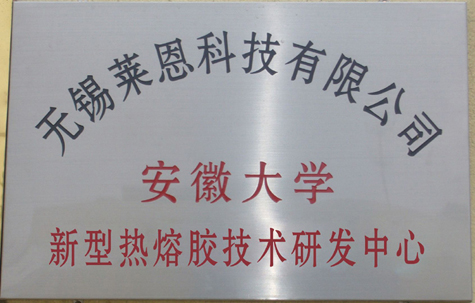 无锡莱恩科技有限公司
安徽大学
新型热熔胶技术研发中心